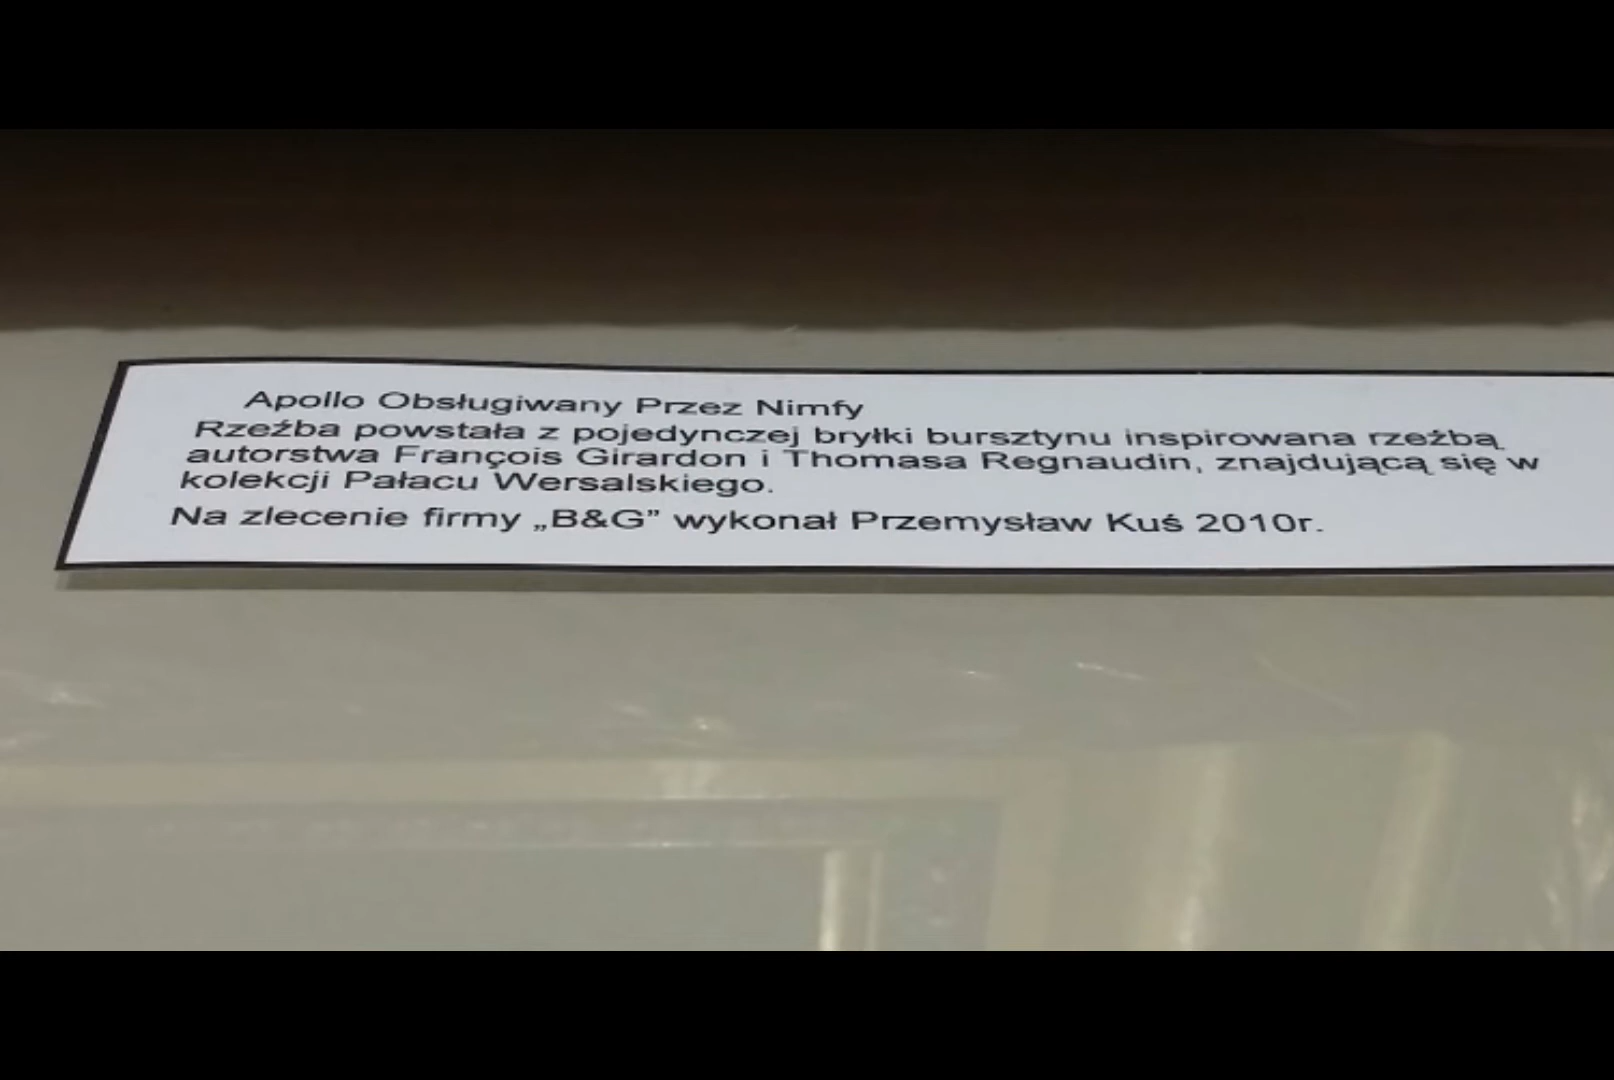 Apollo Obsługiwany Przez Nimfy
Rzeźba powstała z pojedynczej bryłki bursztynu inspirowana rzeźbą
autorstwa François Girardon i Thomasa Regnaudin, znajdującą się w
kolekcji Pałacu Wersalskiego.
Na zlecenie firmy „B&G” wykonał Przemysław Kuś 2010r.